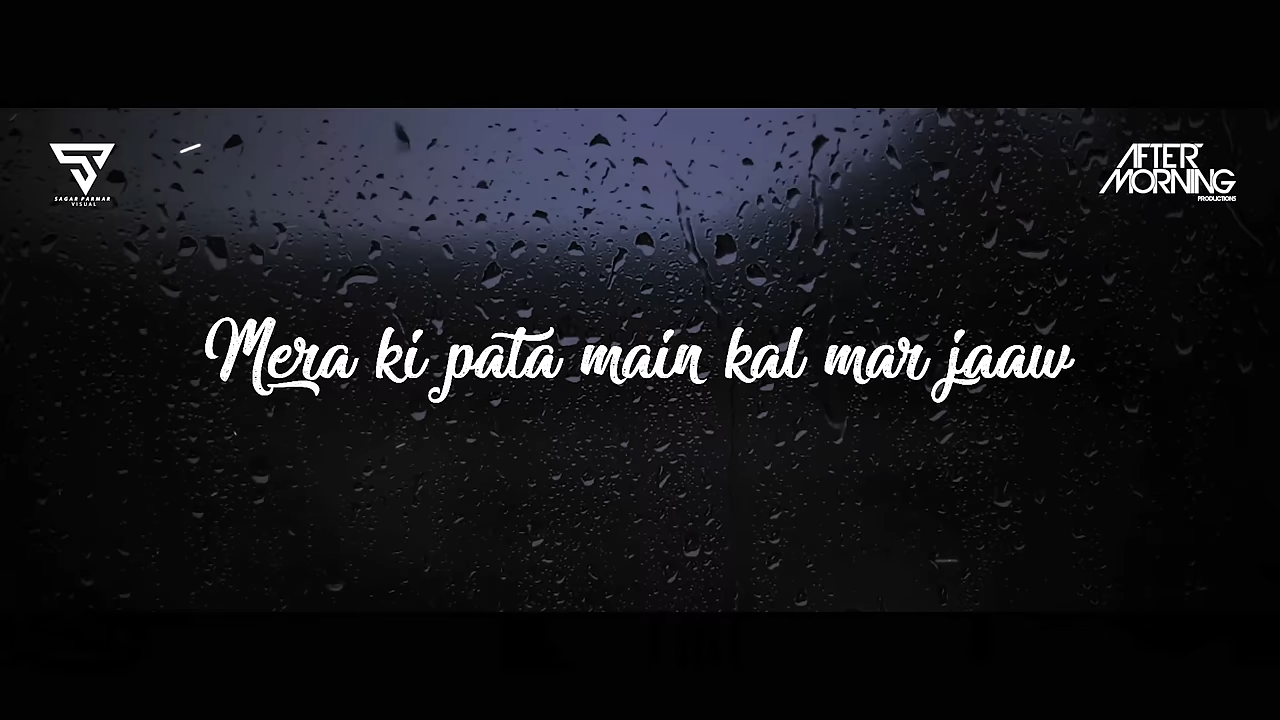 SAGAR PARMAR
VISUAL
AFTER
MORNING
PRODUCTIONS
Mera ki pata main kal mar jaaw